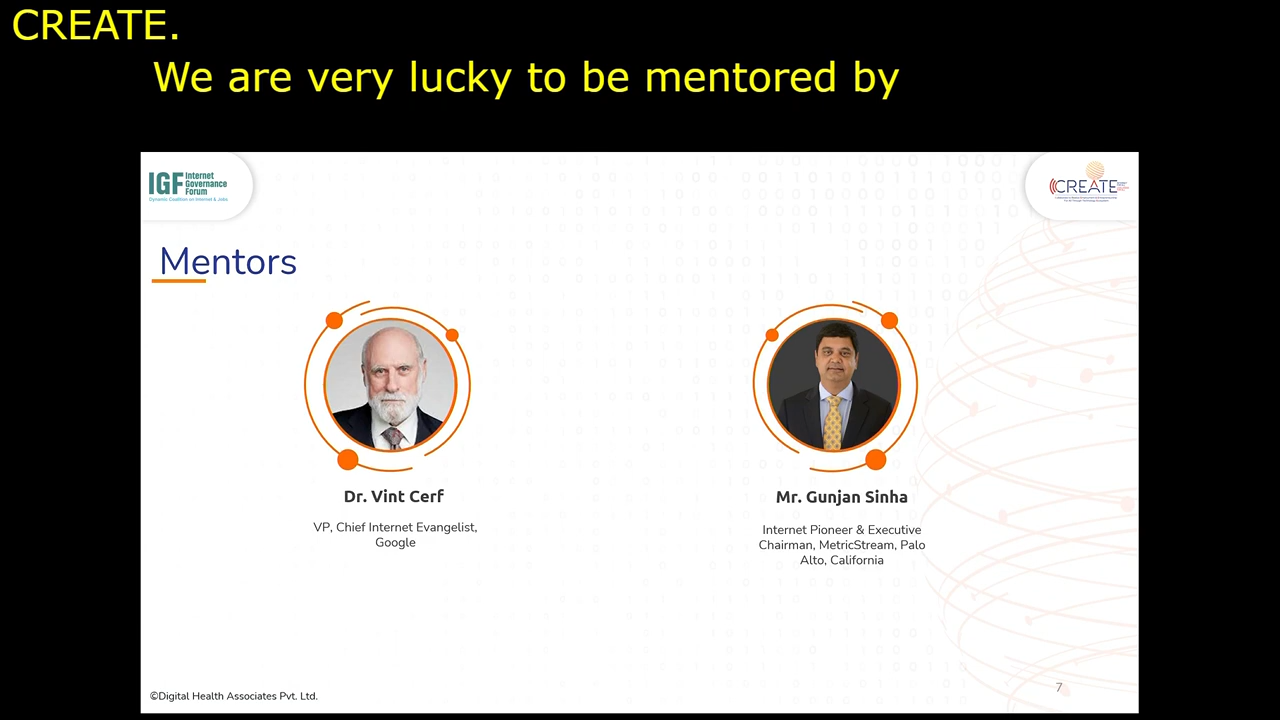 CREATE.
We are very lucky to be mentored by
IGF Internet
Governance
Forum
Dynamic Coalition on Internet & Jobs
CREATE
Mentors
Dr. Vint Cerf
VP, Chief Internet Evangelist,
Google
Mr. Gunjan Sinha
Internet Pioneer & Executive
Chairman, MetricStream, Palo
Alto, California
©Digital Health Associates Pvt. Ltd.
7